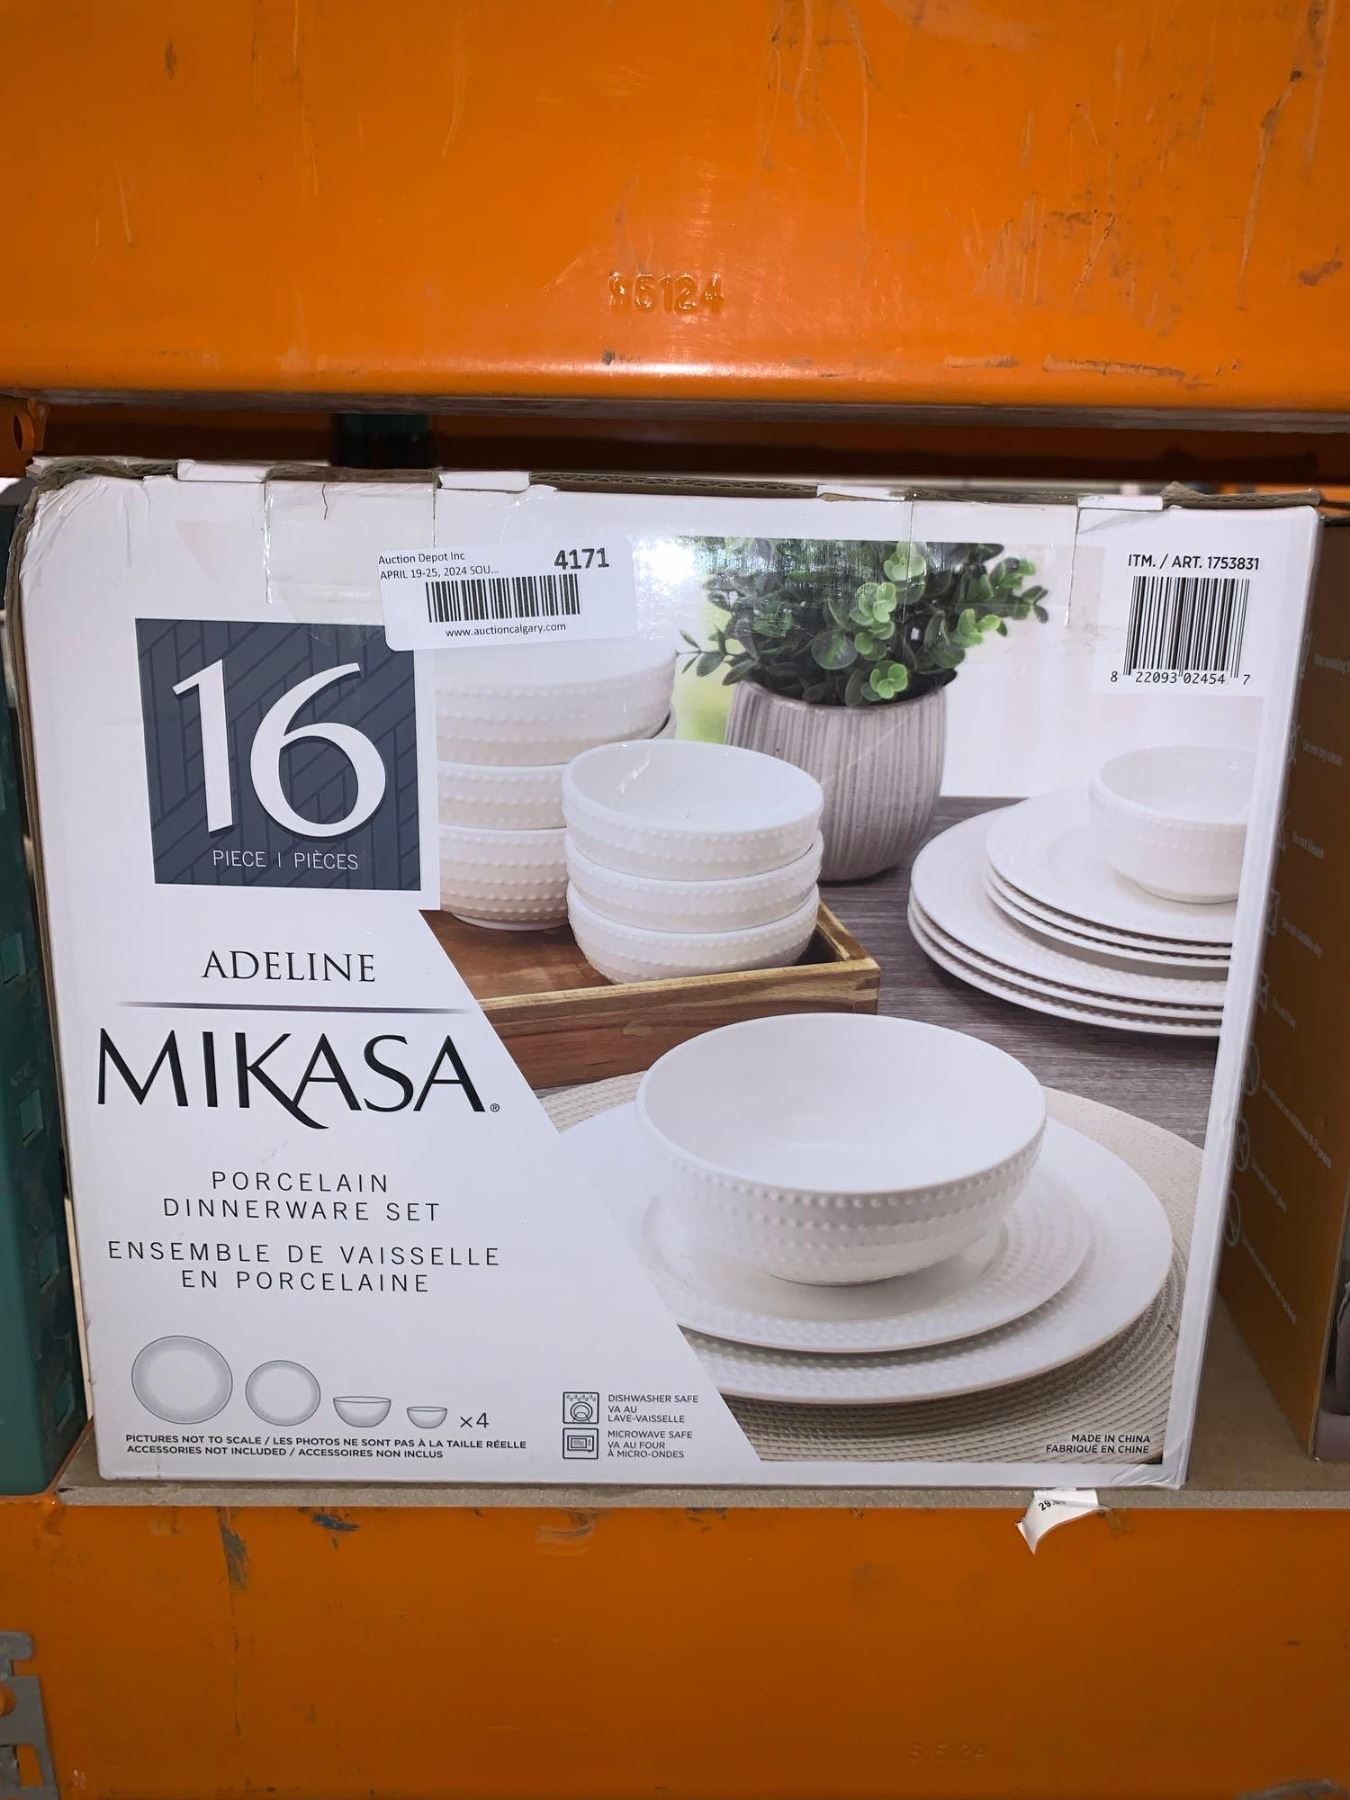 Auction Depot Inc
4171
APRIL 19-25, 2024 SOU...
www.auctioncalgary.com
ITM. / ART. 1753831
8 22093 02454 7
16
PIECE | PIÈCES
ADELINE
MIKASA®
PORCELAIN
DINNERWARE SET
ENSEMBLE DE VAISSELLE
EN PORCELAINE
×4
PICTURES NOT TO SCALE / LES PHOTOS NE SONT PAS À LA TAILLE RÉELLE
ACCESSORIES NOT INCLUDED / ACCESSOIRES NON INCLUS
DISHWASHER SAFE
VA AU
LAVE-VAISSELLE
MICROWAVE SAFE
VA AU FOUR
À MICRO-ONDES
MADE IN CHINA
FABRIQUÉ EN CHINE